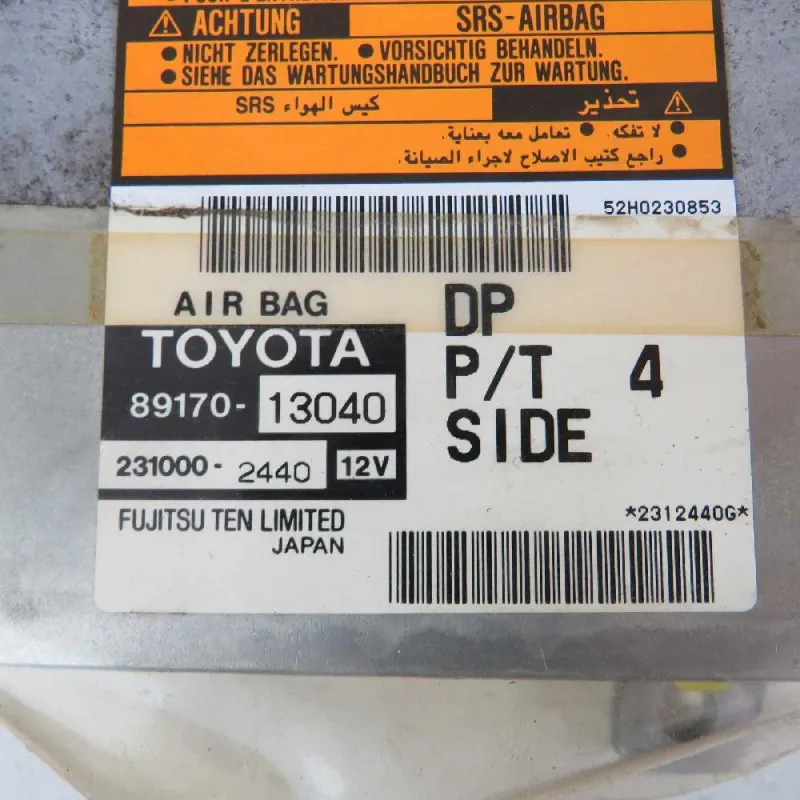 ⚠ ACHTUNG SRS-AIRBAG
● NICHT ZERLEGEN. ● VORSICHTIG BEHANDELN.
● SIEHE DAS WARTUNGSHANDBUCH ZUR WARTUNG.
⚠ تحذير كيس الهواء SRS
● لا تفكه. ● تعامل معه بعناية.
● راجع كتيب الاصلاح لاجراء الصيانة.
52H0230853
AIR BAG
TOYOTA
89170-13040
231000-2440 12V
FUJITSU TEN LIMITED
JAPAN
DP
P/T 4
SIDE
*2312440G*